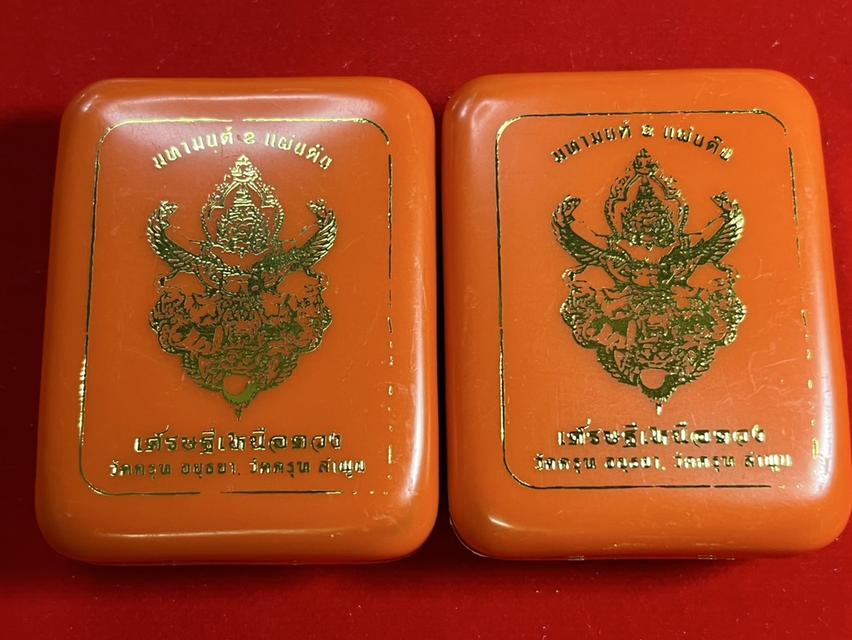 มหามนต์ ๒ แผ่นดิน
เศรษฐีเหนือดวง
วัดครุฑ อยุธยา, วัดครุฑ ลำพูน
มหามนต์ ๒ แผ่นดิน
เศรษฐีเหนือดวง
วัดครุฑ อยุธยา, วัดครุฑ ลำพูน